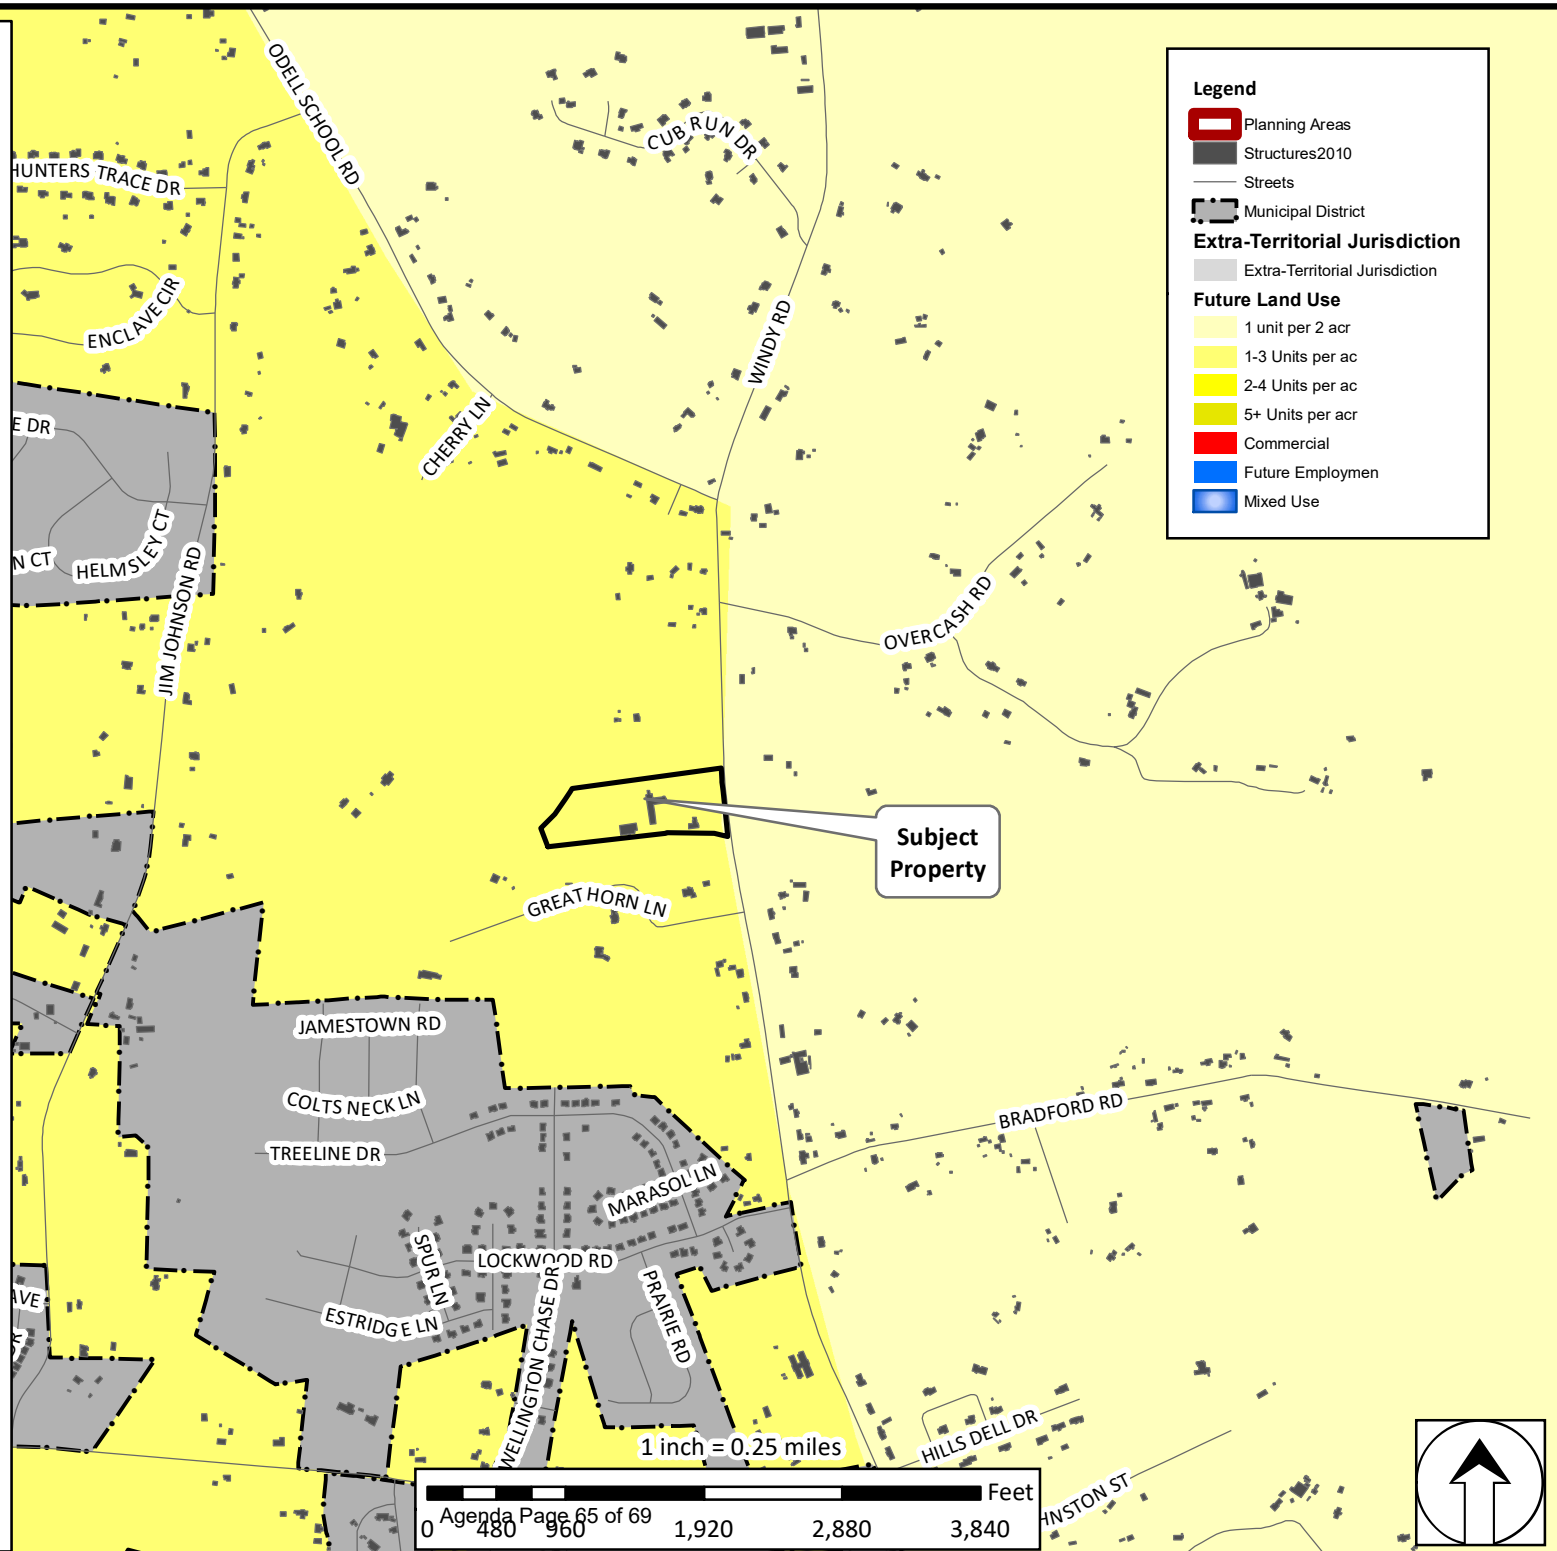 ODELL SCHOOL RD
CUB RUN DR
HUNTERS TRACE DR
ENCLAVE CIR
WINDY RD
CHERRY LN
E DR
N CT
HELMSLEY CT
JIM JOHNSON RD
OVERCASH RD
Legend
Planning Areas
Structures2010
Streets
Municipal District
Extra-Territorial Jurisdiction
Extra-Territorial Jurisdiction
Future Land Use
1 unit per 2 acr
1-3 Units per ac
2-4 Units per ac
5+ Units per acr
Commercial
Future Employmen
Mixed Use
Subject
Property
GREATHORN LN
JAMESTOWN RD
COLTS NECK LN
TREELINE DR
BRADFORD RD
MARASOL LN
SPUR LN
LOCKWOOD RD
ESTRIDGE LN
WELLINGTON CHASE DR
PRAIRIE RD
AVE
DR
HILLS DELL DR
HNSTON ST
1 inch = 0.25 miles
Feet
Agenda Page 65 of 69
0 480 960 1,920 2,880 3,840